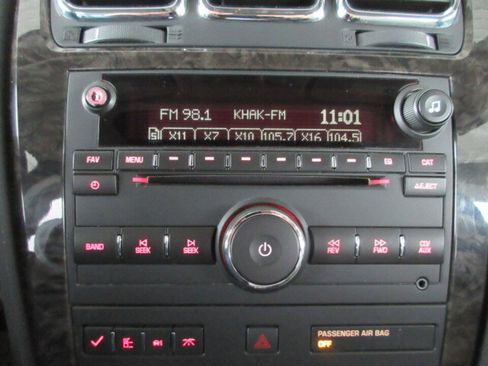 FM 98.1 KHAK-FM 11:01
X11 X7 X10 105.7 X16 104.5
FAV MENU EQ CAT
EJECT
BAND SEEK SEEK REV FWD CD/AUX
PASSENGER AIR BAG
OFF